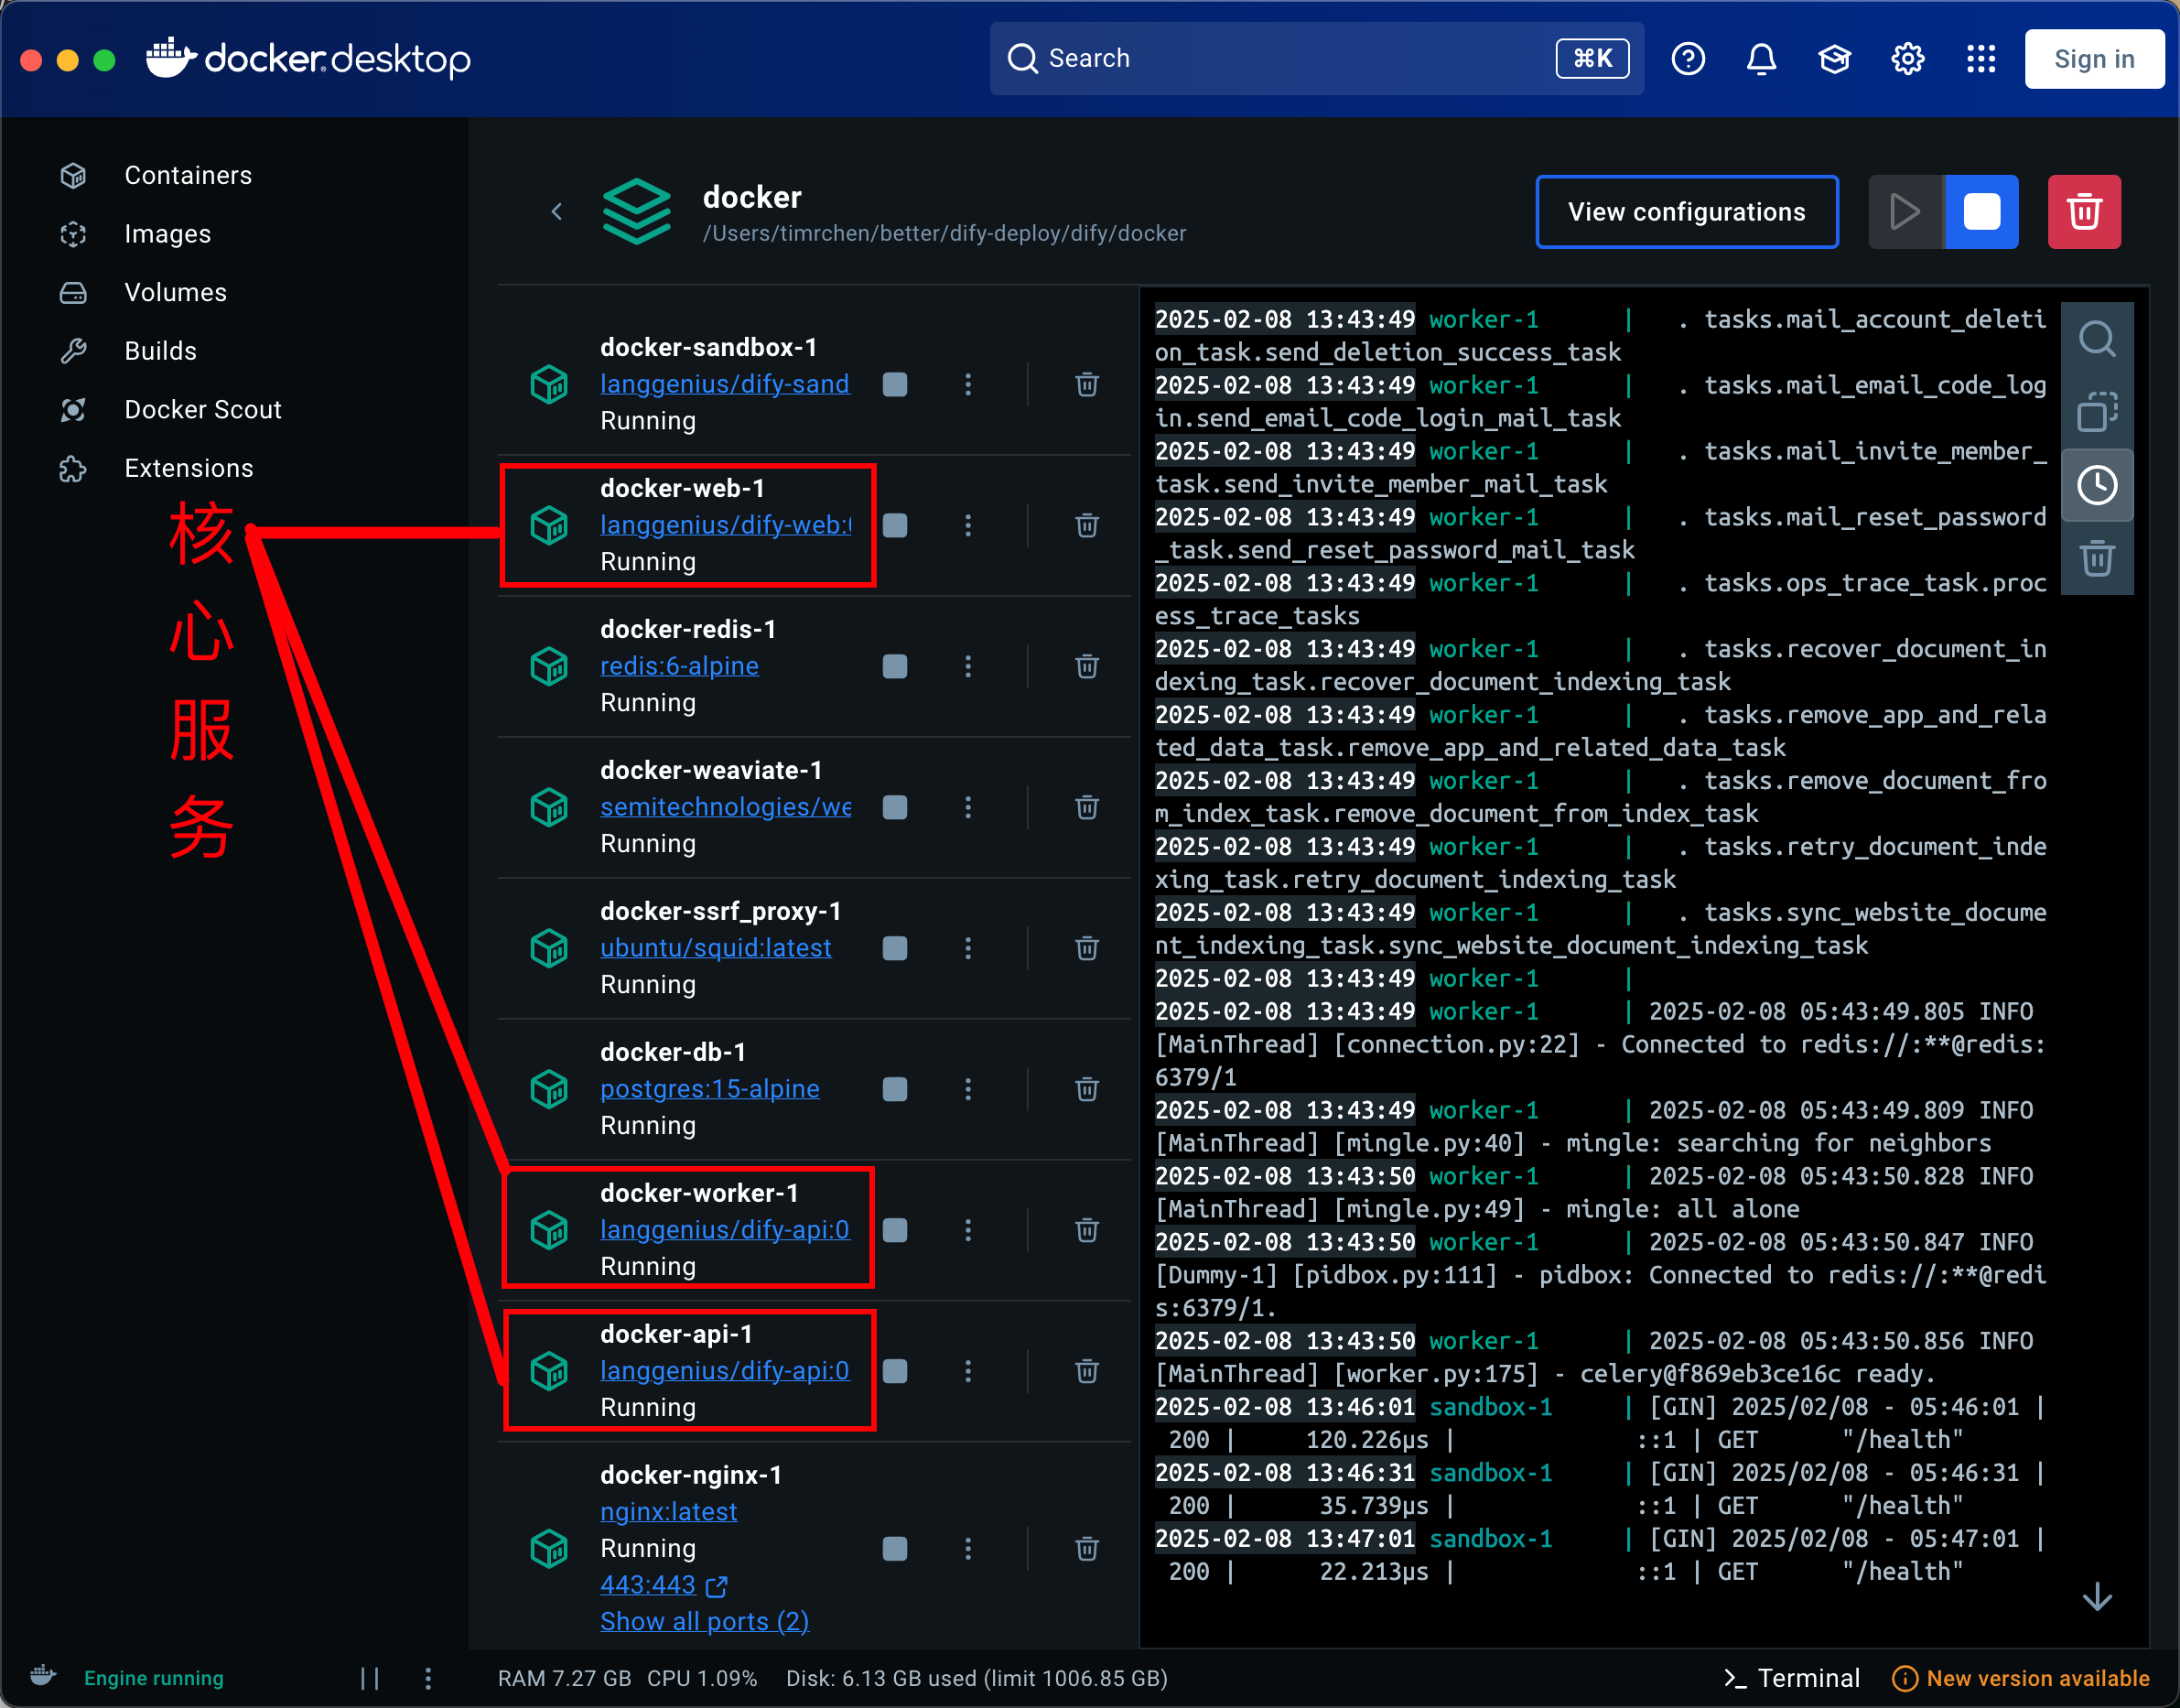 docker desktop
Search
⌘K
Sign in
Containers
Images
Volumes
Builds
Docker Scout
Extensions
核
心
服
务
docker
/Users/timrchen/better/dify-deploy/dify/docker
View configurations
docker-sandbox-1
langgenius/dify-sand
Running
docker-web-1
langgenius/dify-web:
Running
docker-redis-1
redis:6-alpine
Running
docker-weaviate-1
semitechnologies/we
Running
docker-ssrf_proxy-1
ubuntu/squid:latest
Running
docker-db-1
postgres:15-alpine
Running
docker-worker-1
langgenius/dify-api:0
Running
docker-api-1
langgenius/dify-api:0
Running
docker-nginx-1
nginx:latest
Running
443:443
Show all ports (2)
2025-02-08 13:43:49 worker-1 | . tasks.mail_account_deleti
on_task.send_deletion_success_task
2025-02-08 13:43:49 worker-1 | . tasks.mail_email_code_log
in.send_email_code_login_mail_task
2025-02-08 13:43:49 worker-1 | . tasks.mail_invite_member_
task.send_invite_member_mail_task
2025-02-08 13:43:49 worker-1 | . tasks.mail_reset_password
_task.send_reset_password_mail_task
2025-02-08 13:43:49 worker-1 | . tasks.ops_trace_task.proc
ess_trace_tasks
2025-02-08 13:43:49 worker-1 | . tasks.recover_document_in
dexing_task.recover_document_indexing_task
2025-02-08 13:43:49 worker-1 | . tasks.remove_app_and_rela
ted_data_task.remove_app_and_related_data_task
2025-02-08 13:43:49 worker-1 | . tasks.remove_document_fro
m_index_task.remove_document_from_index_task
2025-02-08 13:43:49 worker-1 | . tasks.retry_document_inde
xing_task.retry_document_indexing_task
2025-02-08 13:43:49 worker-1 | . tasks.sync_website_docume
nt_indexing_task.sync_website_document_indexing_task
2025-02-08 13:43:49 worker-1 |
2025-02-08 13:43:49 worker-1 | 2025-02-08 05:43:49.805 INFO
[MainThread] [connection.py:22] - Connected to redis://:**@redis:
6379/1
2025-02-08 13:43:49 worker-1 | 2025-02-08 05:43:49.809 INFO
[MainThread] [mingle.py:40] - mingle: searching for neighbors
2025-02-08 13:43:50 worker-1 | 2025-02-08 05:43:50.828 INFO
[MainThread] [mingle.py:49] - mingle: all alone
2025-02-08 13:43:50 worker-1 | 2025-02-08 05:43:50.847 INFO
[Dummy-1] [pidbox.py:111] - pidbox: Connected to redis://:**@redi
s:6379/1.
2025-02-08 13:43:50 worker-1 | 2025-02-08 05:43:50.856 INFO
[MainThread] [worker.py:175] - celery@f869eb3ce16c ready.
2025-02-08 13:46:01 sandbox-1 | [GIN] 2025/02/08 - 05:46:01 |
200 | 120.226µs | ::1 | GET "/health"
2025-02-08 13:46:31 sandbox-1 | [GIN] 2025/02/08 - 05:46:31 |
200 | 35.739µs | ::1 | GET "/health"
2025-02-08 13:47:01 sandbox-1 | [GIN] 2025/02/08 - 05:47:01 |
200 | 22.213µs | ::1 | GET "/health"
Engine running
RAM 7.27 GB CPU 1.09% Disk: 6.13 GB used (limit 1006.85 GB)
>_ Terminal
New version available